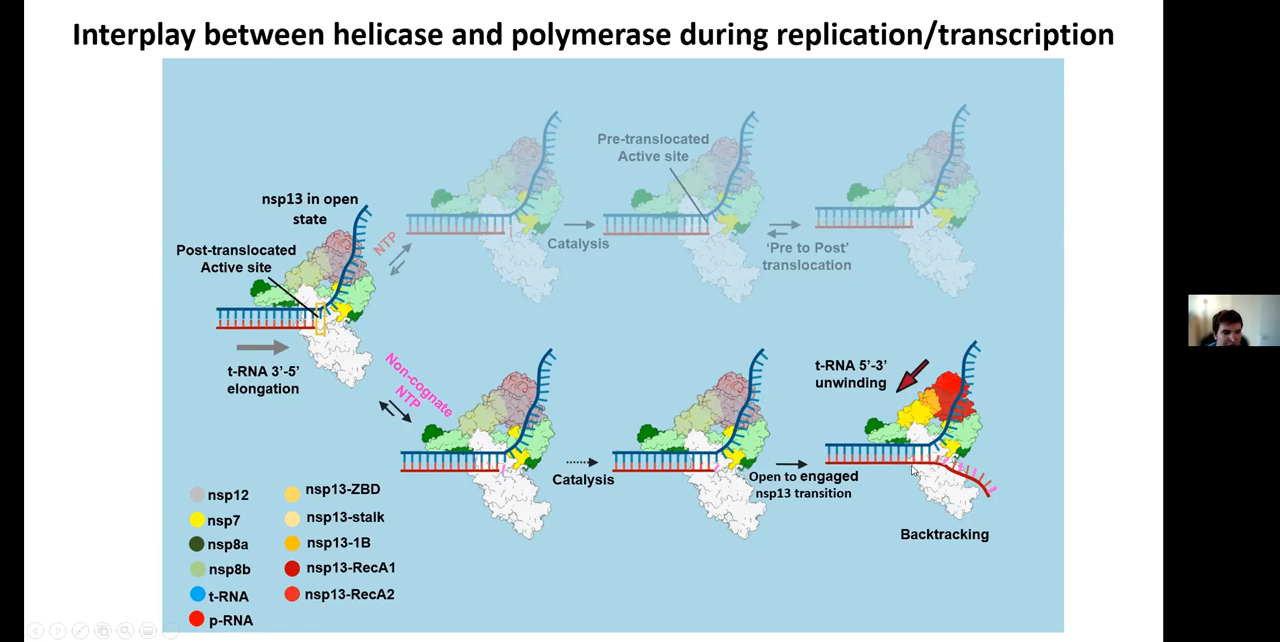 Interplay between helicase and polymerase during replication/transcription
nsp13 in open
state
Post-translocated
Active site
t-RNA 3'-5'
elongation
NTP
Catalysis
Pre-translocated
Active site
'Pre to Post'
translocation
Non-cognate
NTP
Catalysis
Open to engaged
nsp13 transition
t-RNA 5'-3'
unwinding
Backtracking
nsp12
nsp7
nsp8a
nsp8b
t-RNA
p-RNA
nsp13-ZBD
nsp13-stalk
nsp13-1B
nsp13-RecA1
nsp13-RecA2